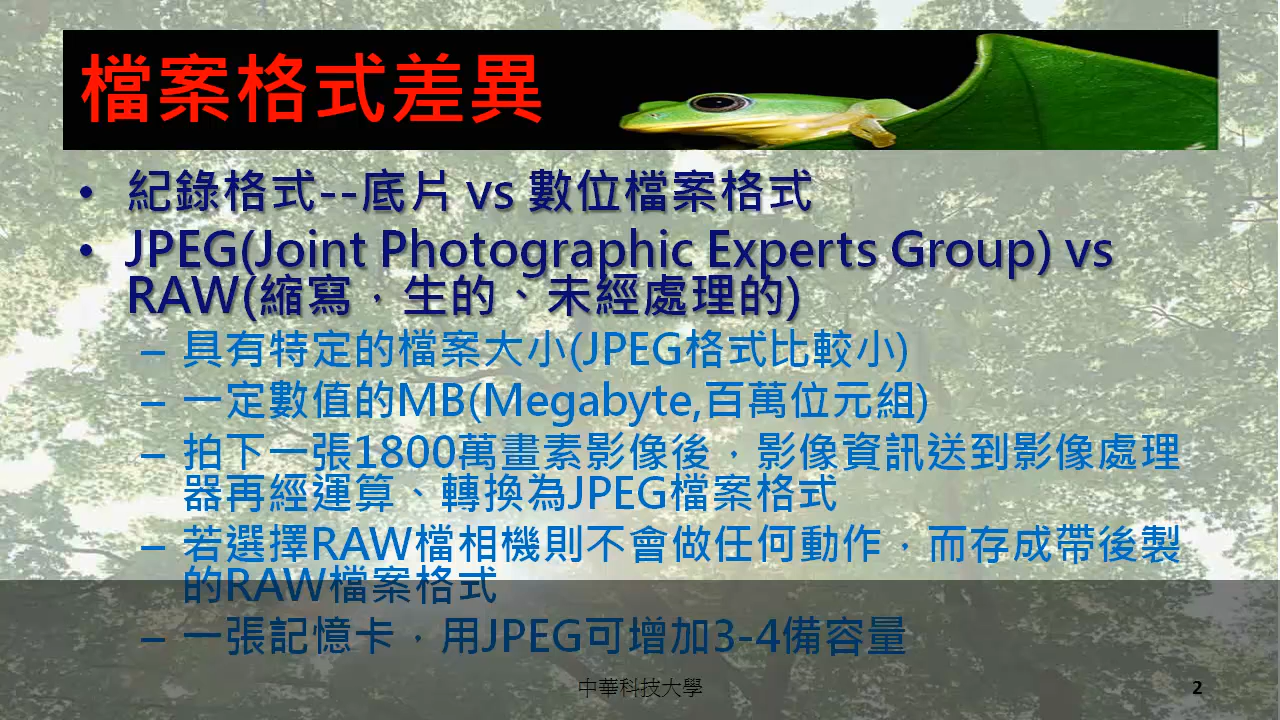 檔案格式差異
• 紀錄格式--底片 vs 數位檔案格式
• JPEG(Joint Photographic Experts Group) vs
RAW(縮寫，生的、未經處理的)
– 具有特定的檔案大小(JPEG格式比較小)
– 一定數值的MB(Megabyte,百萬位元組)
– 拍下一張1800萬畫素影像後，影像資訊送到影像處理
器再經運算、轉換為JPEG檔案格式
– 若選擇RAW檔相機則不會做任何動作，而存成帶後製
的RAW檔案格式
– 一張記憶卡，用JPEG可增加3-4備容量
中華科技大學
2